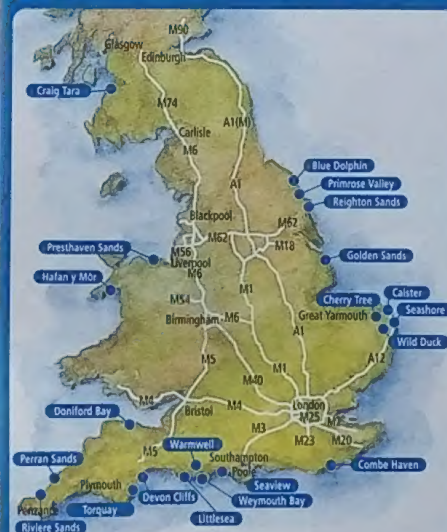 M90
Glasgow
Edinburgh
Craig Tara
M74
A1(M)
Carlisle
M6
Blue Dolphin
A1
Primrose Valley
Reighton Sands
Blackpool
M62
M62
M18
Presthaven Sands
M56
Liverpool
Golden Sands
M6
Hafan y Môr
M1
Cherry Tree
Caister
M54
Great Yarmouth
Seashore
Birmingham
M6
A1
Wild Duck
A12
M5
M1
M40
London
M4
M4
M25
Doniford Bay
Bristol
M2
M3
M23
M20
Warmwell
Southampton
Perran Sands
M5
Poole
Combe Haven
Plymouth
Seaview
Devon Cliffs
Weymouth Bay
Penzance
Torquay
Littlesea
Riviere Sands